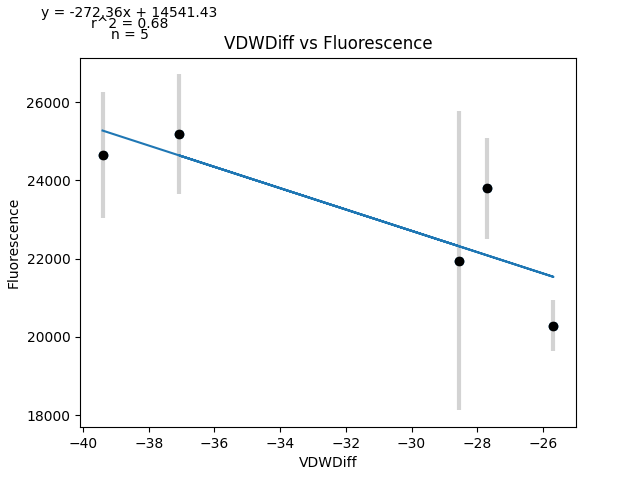 y = -272.36x + 14541.43
r^2 = 0.68
n = 5
VDWDiff vs Fluorescence
26000
24000
22000
20000
18000
Fluorescence
−40 −38 −36 −34 −32 −30 −28 −26
VDWDiff